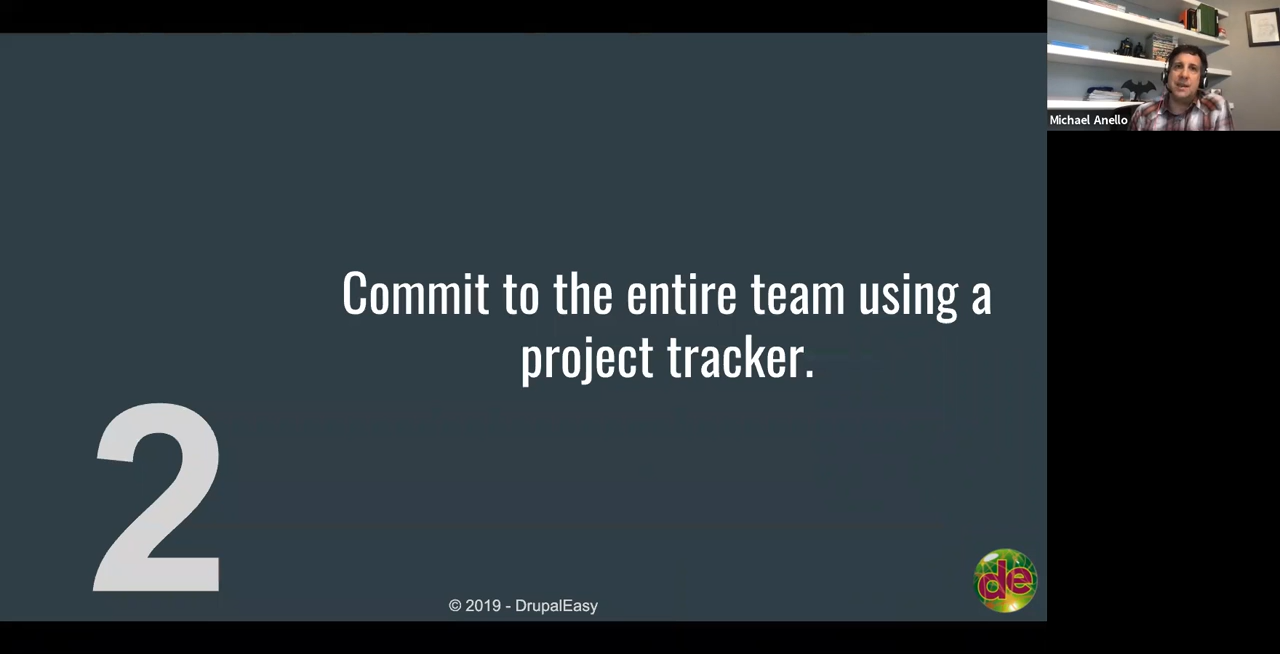 Michael Anello
Commit to the entire team using a
project tracker.
2
© 2019 - DrupalEasy
de